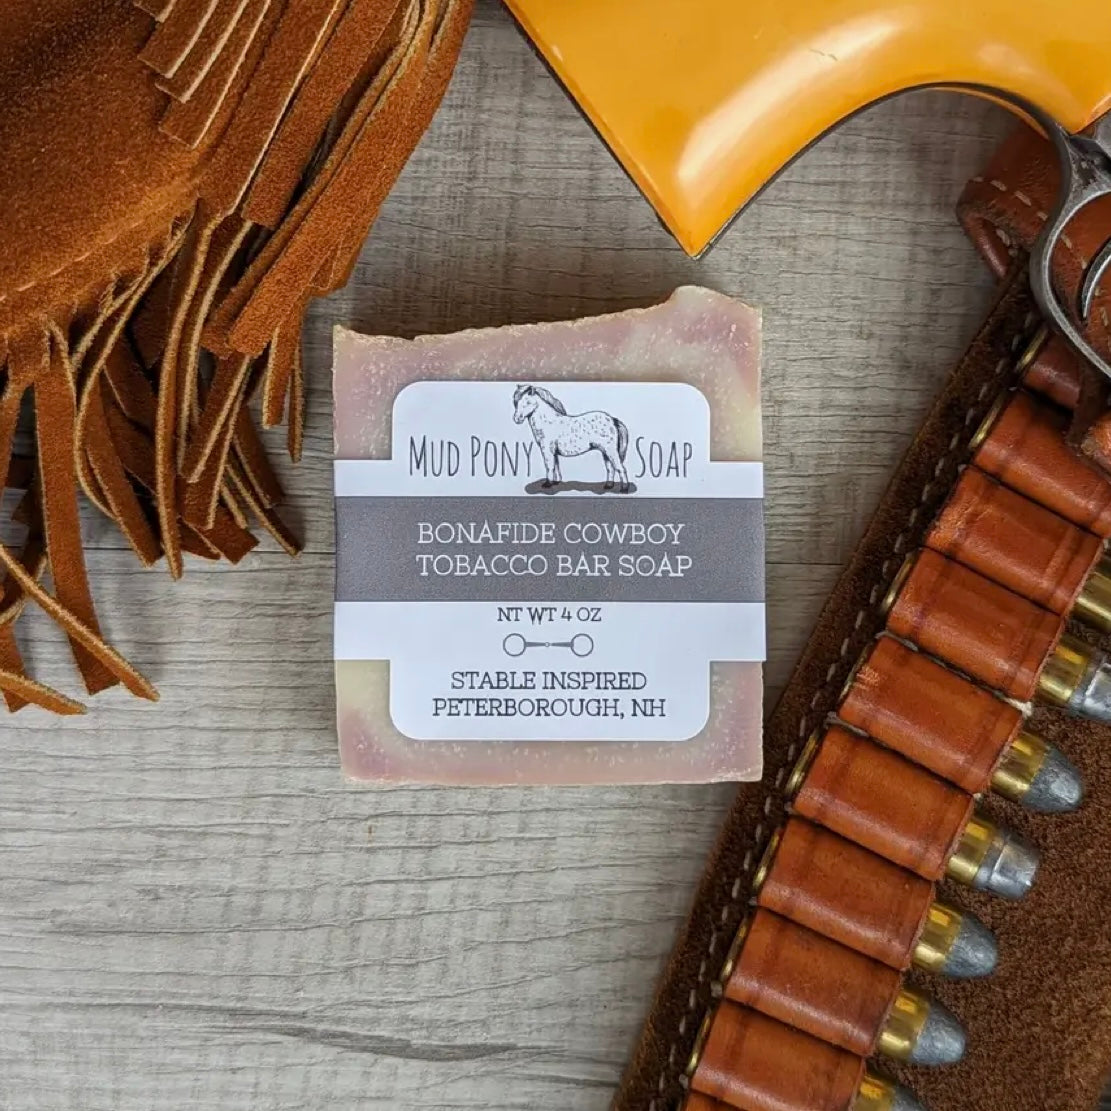 MUD PONY SOAP
BONAFIDE COWBOY
TOBACCO BAR SOAP
NT WT 4 OZ
STABLE INSPIRED
PETERBOROUGH, NH